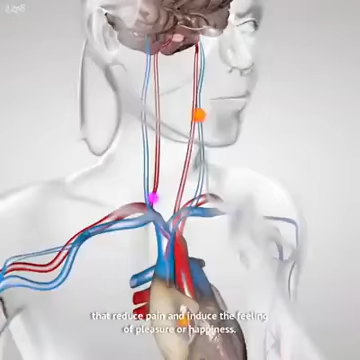 that reduce pain and induce the feeling
of pleasure or happiness.